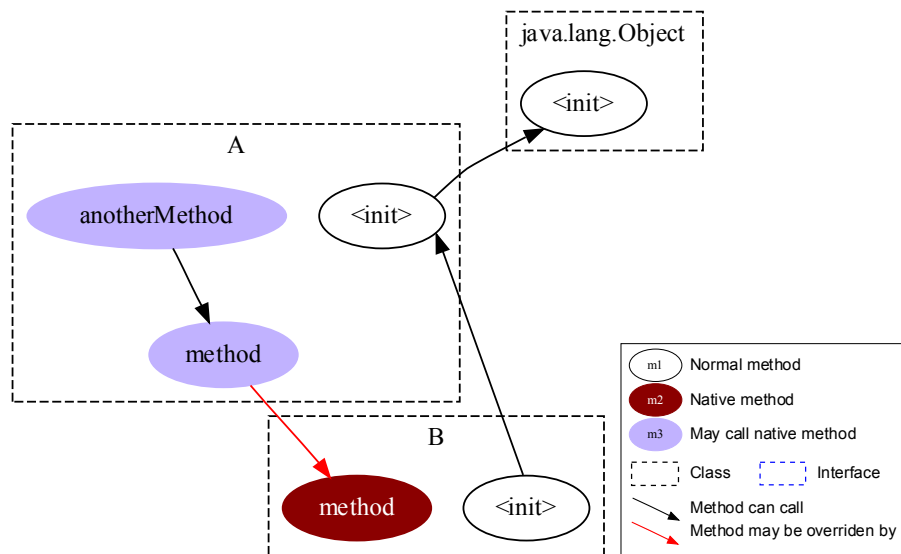 java.lang.Object
<init>
A
anotherMethod
<init>
method
B
method
<init>
m1 Normal method
m2 Native method
m3 May call native method
Class Interface
Method can call
Method may be overriden by